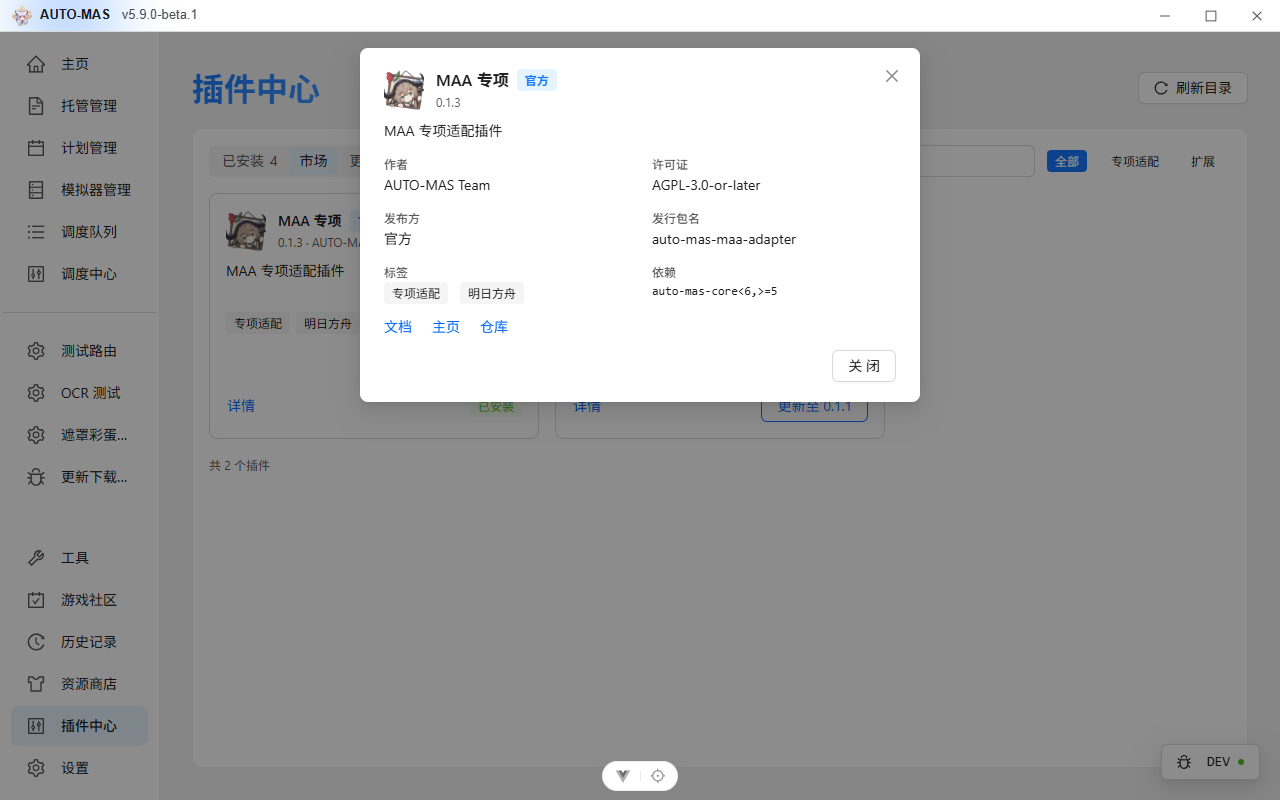 AUTO-MAS v5.9.0-beta.1
主页
托管管理
计划管理
模拟器管理
调度队列
调度中心
测试路由
OCR 测试
遮罩彩蛋...
更新下载...
工具
游戏社区
历史记录
资源商店
插件中心
设置
插件中心
刷新目录
已安装 4
市场
全部
专项适配
扩展
MAA 专项
0.1.3 · AUTO-MA
MAA 专项适配插件
专项适配
明日方舟
详情
已安装
详情
更新至 0.1.1
共 2 个插件
MAA 专项
官方
0.1.3
MAA 专项适配插件
作者
AUTO-MAS Team
许可证
AGPL-3.0-or-later
发布方
官方
发行包名
auto-mas-maa-adapter
标签
专项适配
明日方舟
依赖
auto-mas-core<6,>=5
文档
主页
仓库
关 闭
DEV